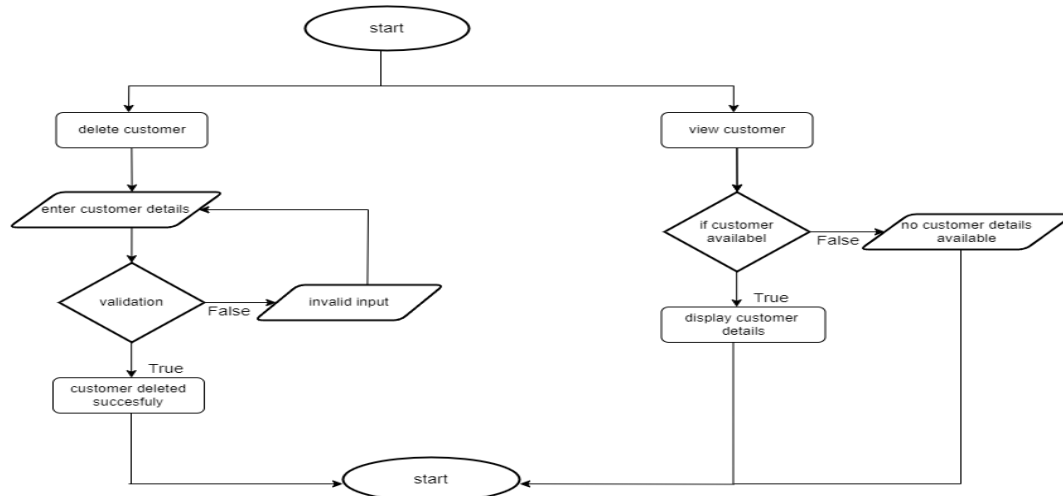 start
delete customer
view customer
enter customer details
if customer
availabel
False
no customer details
available
validation
False
invalid input
True
display customer
details
True
customer deleted
succesfuly
start